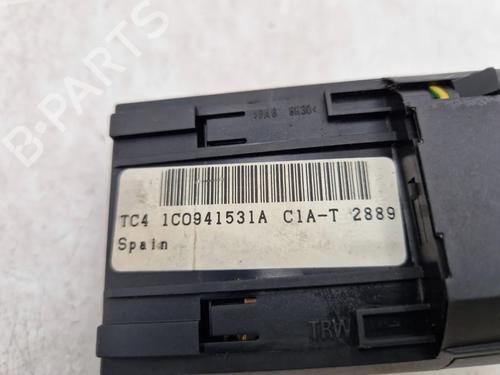 B-PARTS
TC4 1C0941531A C1A-T 2889
Spain
TRW